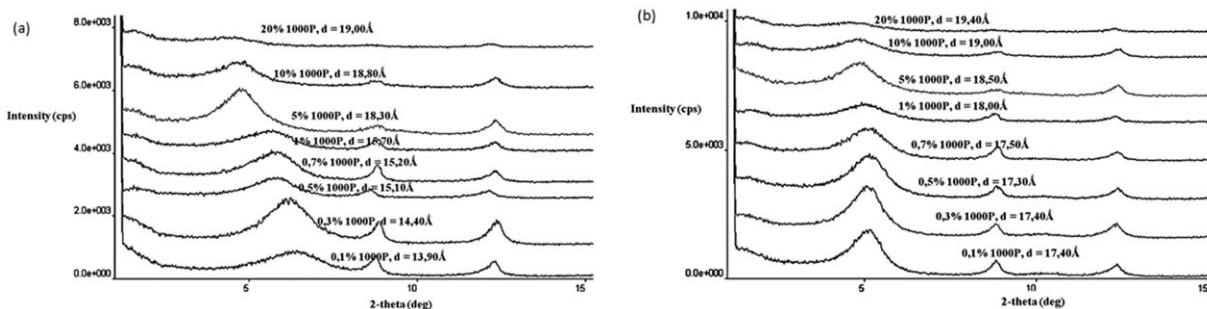 (a)
8.0e+003
20% 1000P, d = 19,00Å
10% 1000P, d = 18,80Å
6.0e+003
Intensity (cps)
5% 1000P, d = 18,30Å
1% 1000P, d = 15,70Å
4.0e+003
0,7% 1000P, d = 15,20Å
0,5% 1000P, d = 15,10Å
2.0e+003
0,3% 1000P, d = 14,40Å
0,1% 1000P, d = 13,90Å
0.0e+000
5
10
15
2-theta (deg)
(b)
1.0e+004
20% 1000P, d = 19,40Å
10% 1000P, d = 19,00Å
5% 1000P, d = 18,50Å
Intensity (cps)
1% 1000P, d = 18,00Å
0,7% 1000P, d = 17,50Å
5.0e+003
0,5% 1000P, d = 17,30Å
0,3% 1000P, d = 17,40Å
0,1% 1000P, d = 17,40Å
0.0e+000
5
10
15
2-theta (deg)